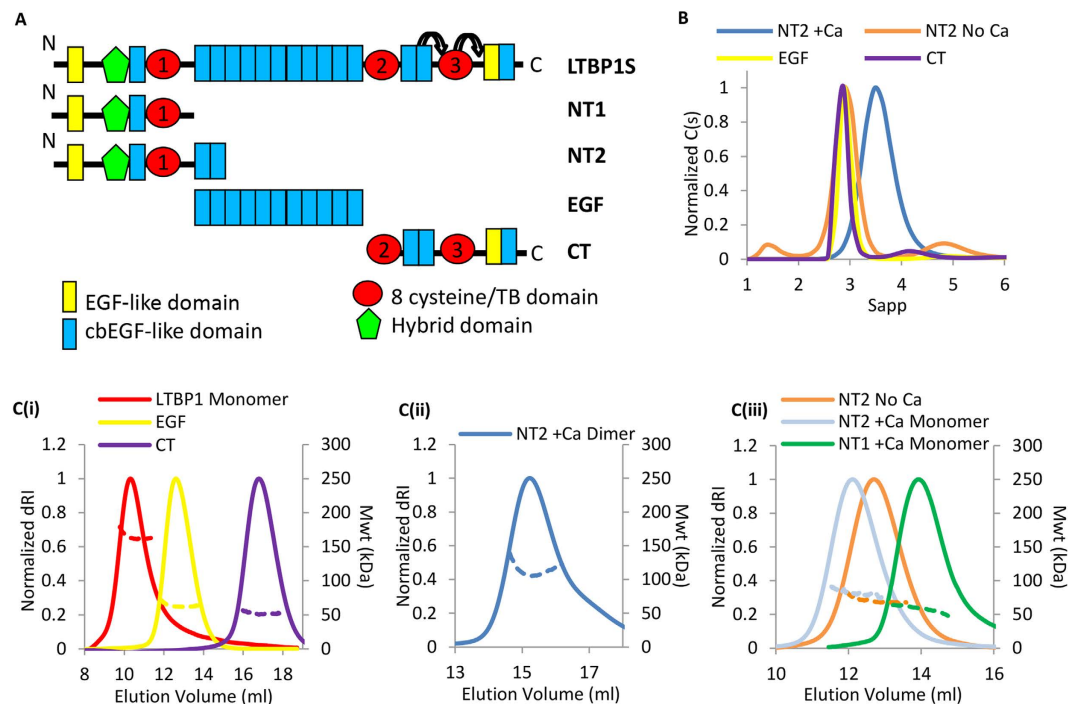 A
N
1
2
3
C
LTBP1S
N
1
NT1
N
1
NT2
EGF
2
3
C
CT
EGF-like domain
cbEGF-like domain
8 cysteine/TB domain
Hybrid domain
B
NT2 +Ca
NT2 No Ca
EGF
CT
Normalized C(s)
1
0.8
0.6
0.4
0.2
0
1 2 3 4 5 6
Sapp
C(i)
LTBP1 Monomer
EGF
CT
Normalized dRI
1.2
1
0.8
0.6
0.4
0.2
0
300
250
200
150
100
50
0
Mwt (kDa)
8 10 12 14 16 18
Elution Volume (ml)
C(ii)
NT2 +Ca Dimer
Normalized dRI
1.2
1
0.8
0.6
0.4
0.2
0
300
250
200
150
100
50
0
Mwt (kDa)
13 15 17
Elution Volume (ml)
C(iii)
NT2 No Ca
NT2 +Ca Monomer
NT1 +Ca Monomer
Normalized dRI
1.2
1
0.8
0.6
0.4
0.2
0
300
250
200
150
100
50
0
Mwt (kDa)
10 12 14 16
Elution Volume (ml)